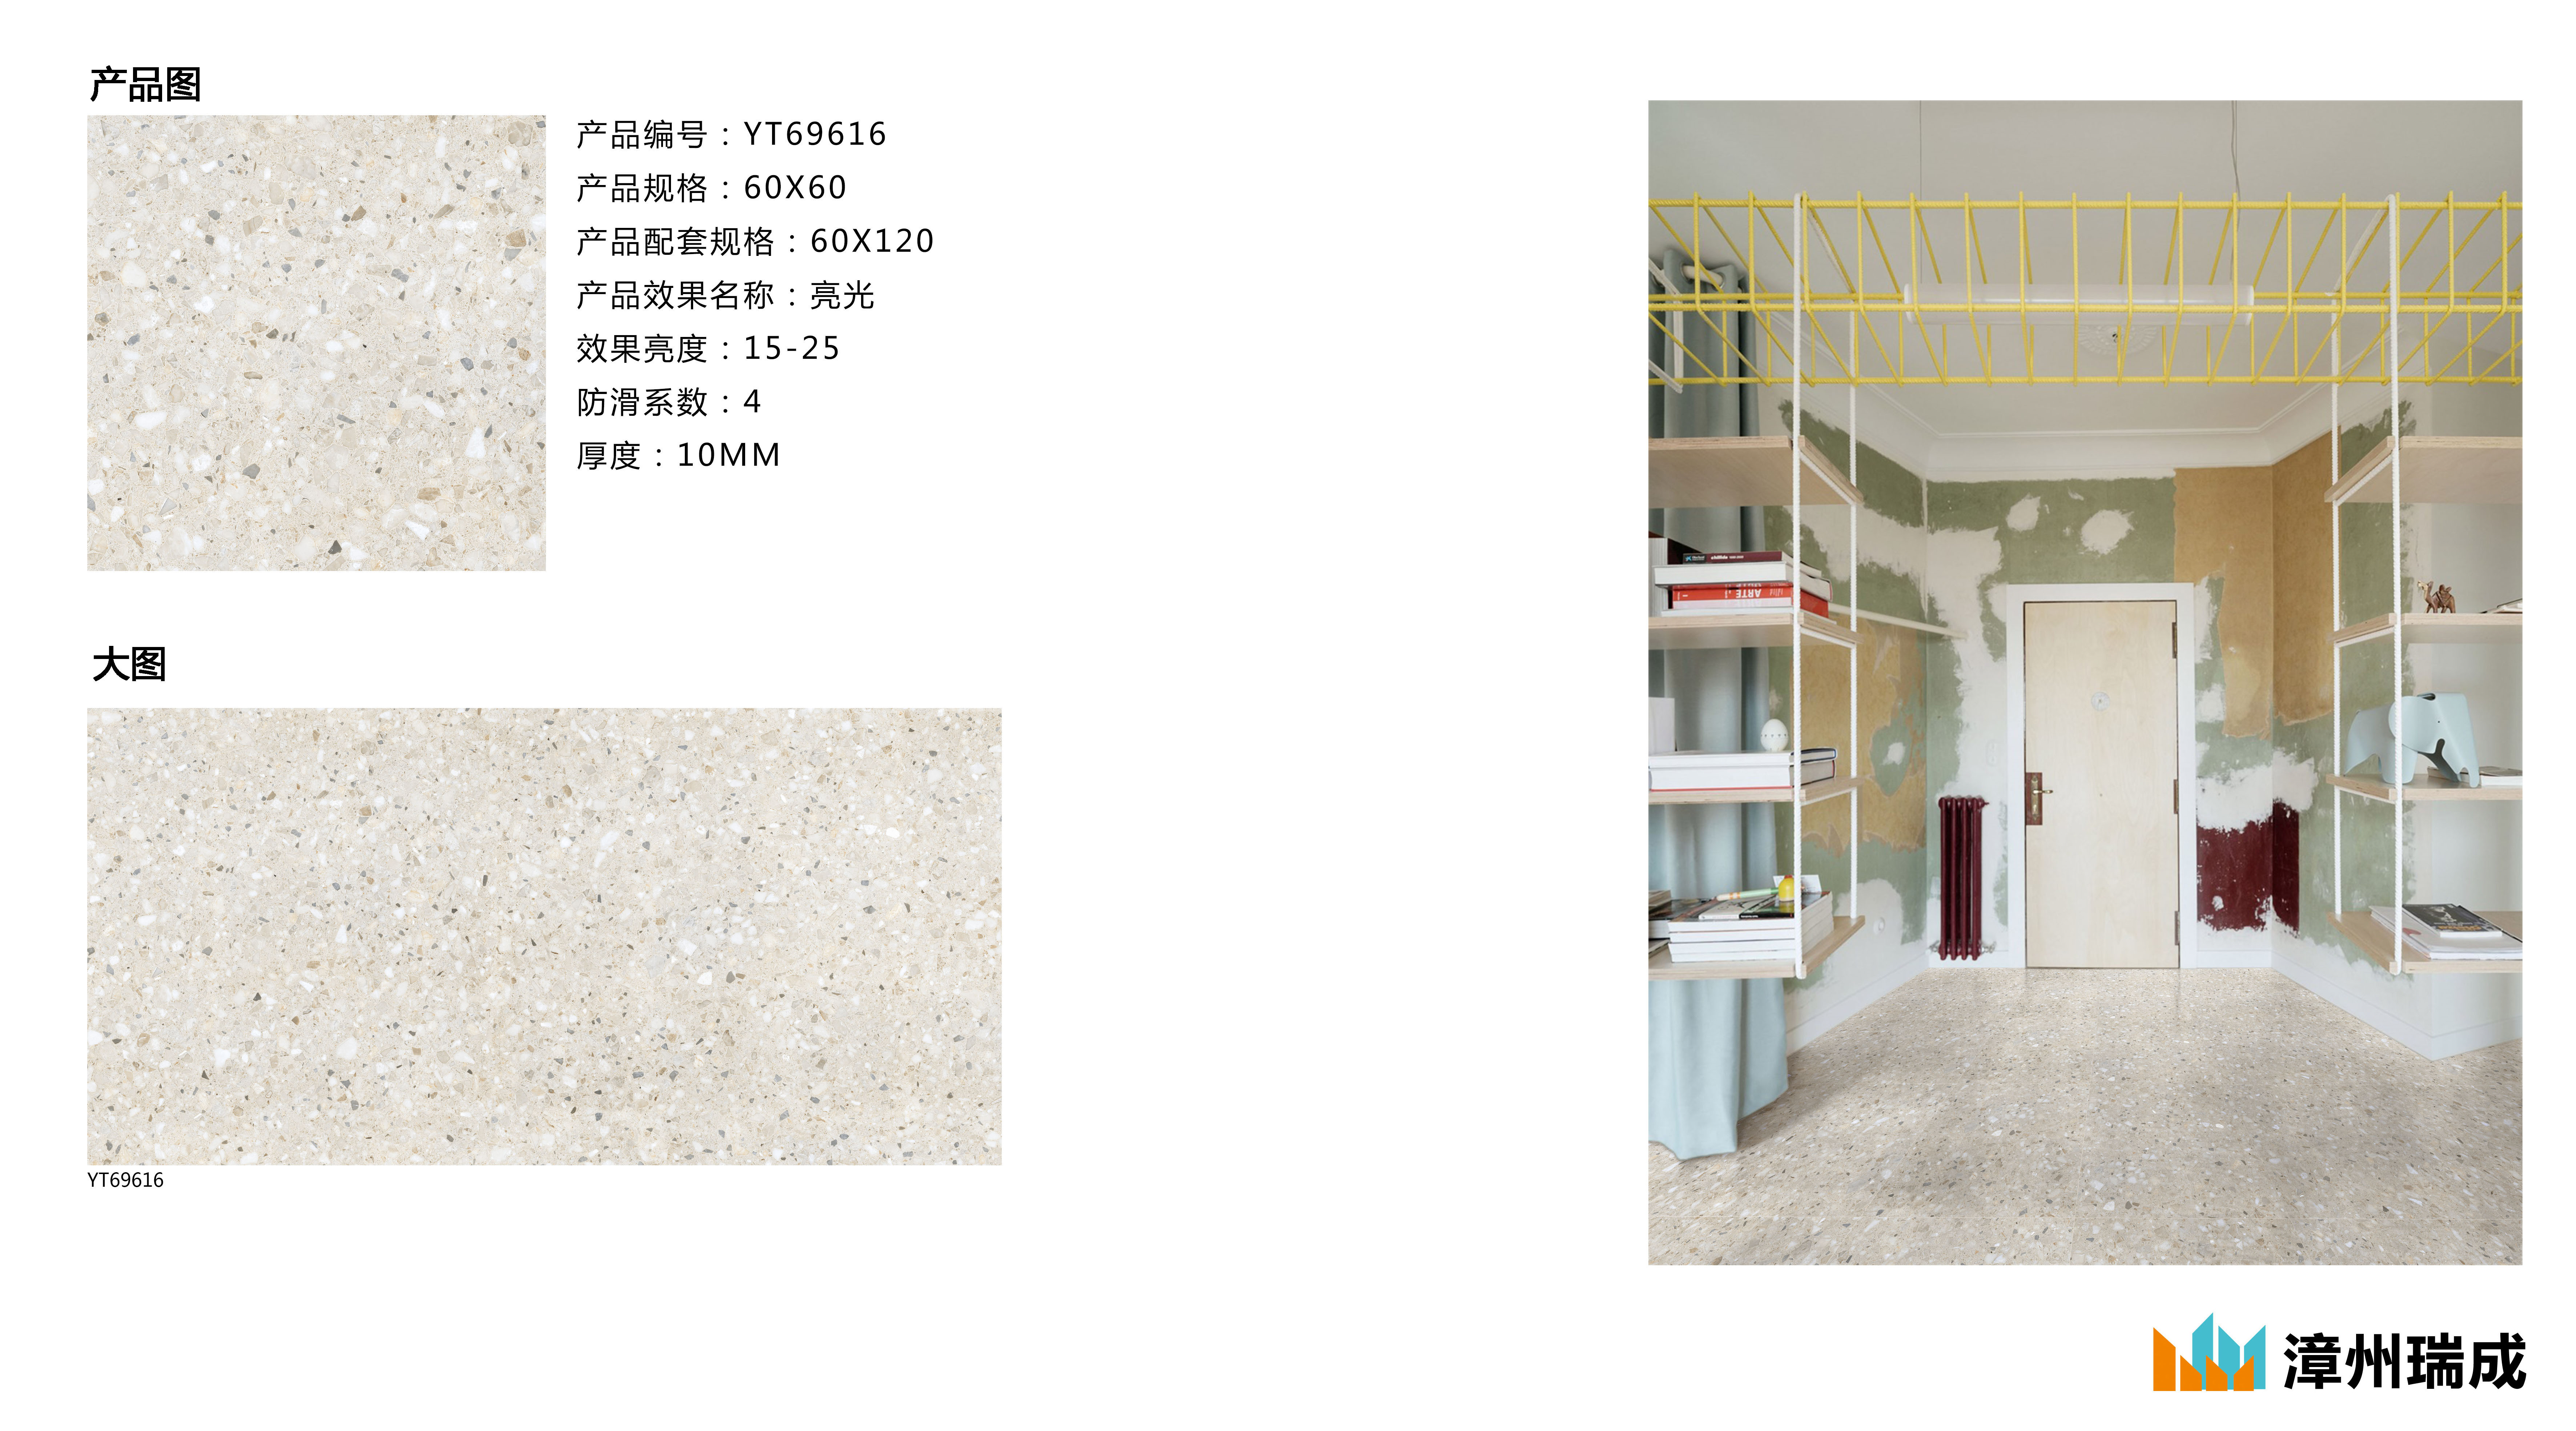 产品图
产品编号：YT69616
产品规格：60X60
产品配套规格：60X120
产品效果名称：亮光
效果亮度：15-25
防滑系数：4
厚度：10MM
大图
YT69616
ARTE
漳州瑞成